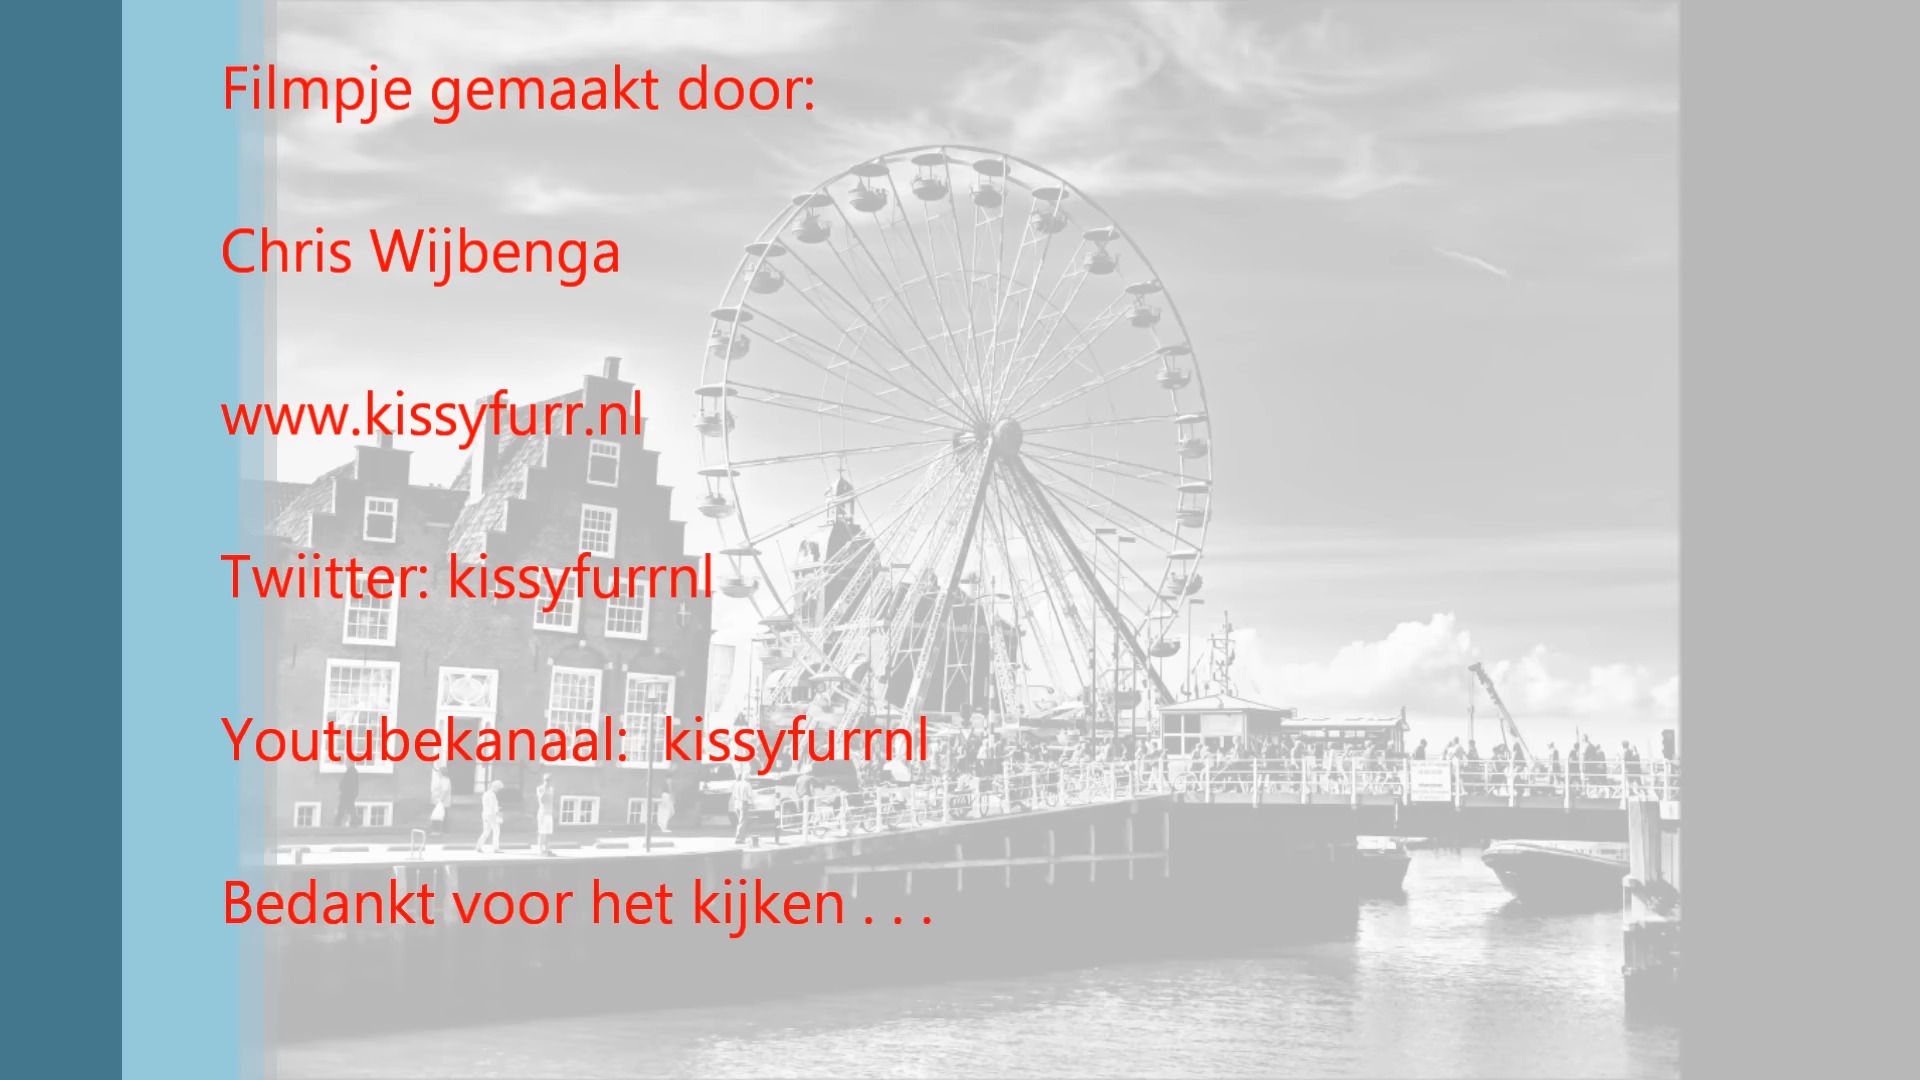 Filmpje gemaakt door:
Chris Wijbenga
www.kissyfurr.nl
Twiitter: kissyfurrnl
Youtubekanaal: kissyfurrnl
Bedankt voor het kijken . . .